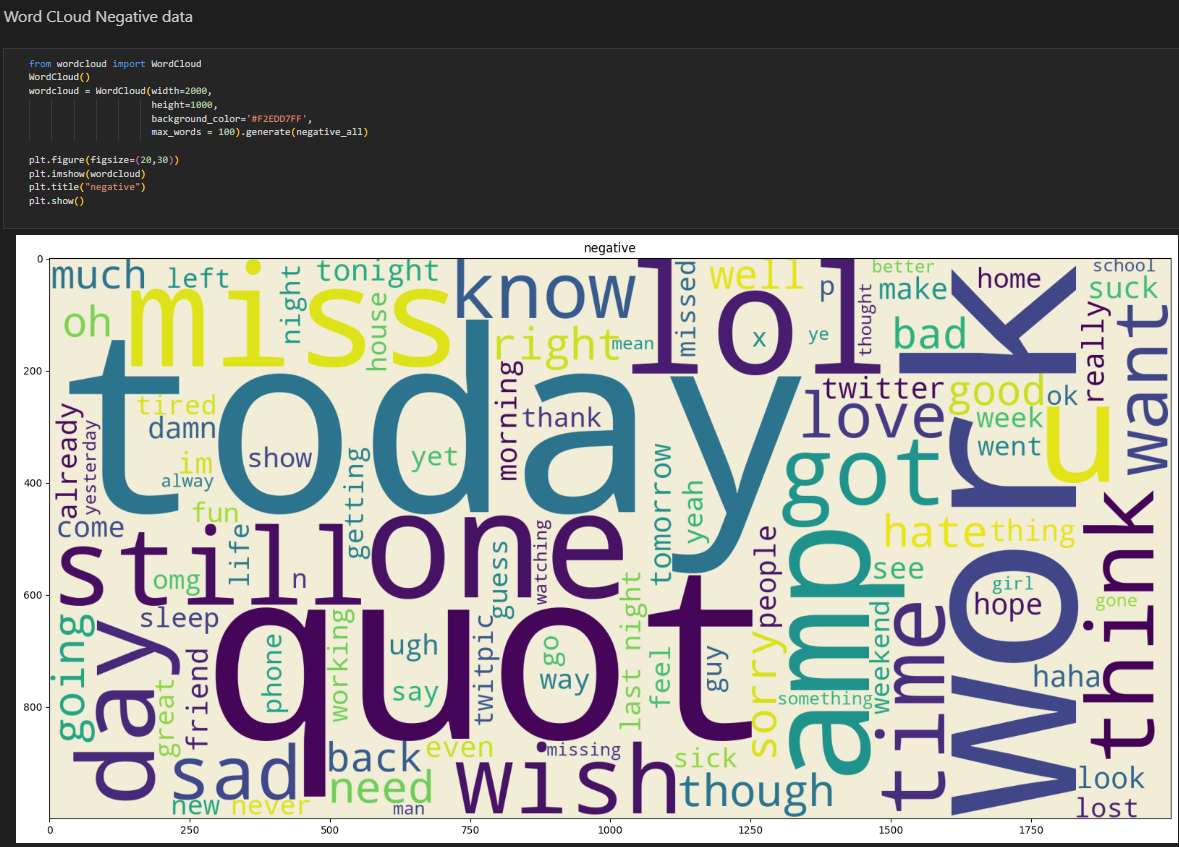 Word CLoud Negative data
from wordcloud import WordCloud
WordCloud()
wordcloud = WordCloud(width=2000,
height=1000,
background_color='#F2EDD7FF',
max_words = 100).generate(negative_all)
plt.figure(figsize=(20,30))
plt.imshow(wordcloud)
plt.title("negative")
plt.show()
negative
0
200
400
600
800
much
left
tonight
night
house
oh
miss
know
right
mean
missed
lol
well
p
x
ye
thought
better
make
bad
home
school
suck
really
want
today
tired
damn
im
alway
show
yet
already
yesterday
getting
morning
thank
tomorrow
yeah
twitter
love
good
ok
week
went
u
got
work
fun
come
still
omg
life
n
one
guess
watching
people
hate
thing
see
girl
hope
gone
think
amp
going
day
sleep
great
friend
quot
phone
working
ugh
say
twitpic
go
way
last night
feel
guy
sorry
something
weekend
time
haha
sad
new
never
back
need
even
man
wish
missing
sick
though
look
lost
0
250
500
750
1000
1250
1500
1750